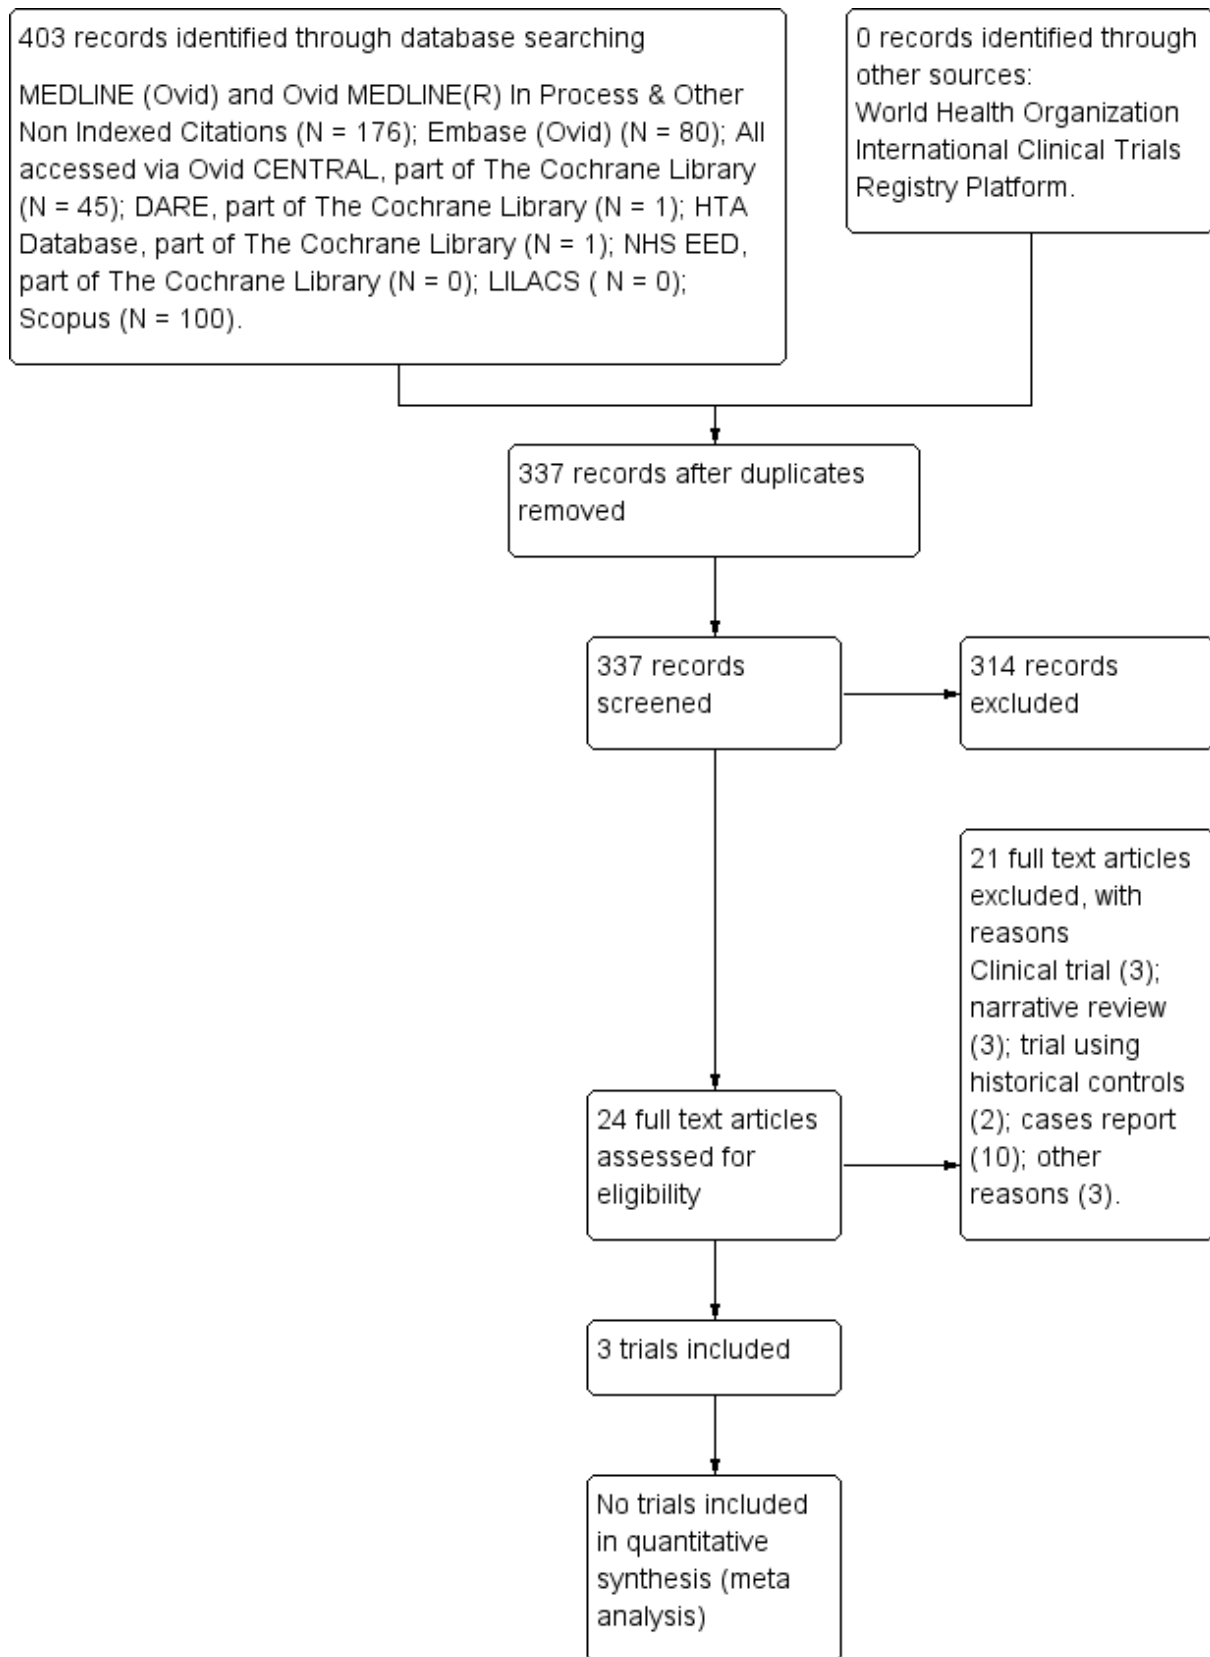 403 records identified through database searching
MEDLINE (Ovid) and Ovid MEDLINE(R) In Process & Other
Non Indexed Citations (N = 176); Embase (Ovid) (N = 80); All
accessed via Ovid CENTRAL, part of The Cochrane Library
(N = 45); DARE, part of The Cochrane Library (N = 1); HTA
Database, part of The Cochrane Library (N = 1); NHS EED,
part of The Cochrane Library (N = 0); LILACS ( N = 0);
Scopus (N = 100).
0 records identified through
other sources:
World Health Organization
International Clinical Trials
Registry Platform.
337 records after duplicates
removed
337 records
screened
314 records
excluded
24 full text articles
assessed for
eligibility
21 full text articles
excluded, with
reasons
Clinical trial (3);
narrative review
(3); trial using
historical controls
(2); cases report
(10); other
reasons (3).
3 trials included
No trials included
in quantitative
synthesis (meta
analysis)